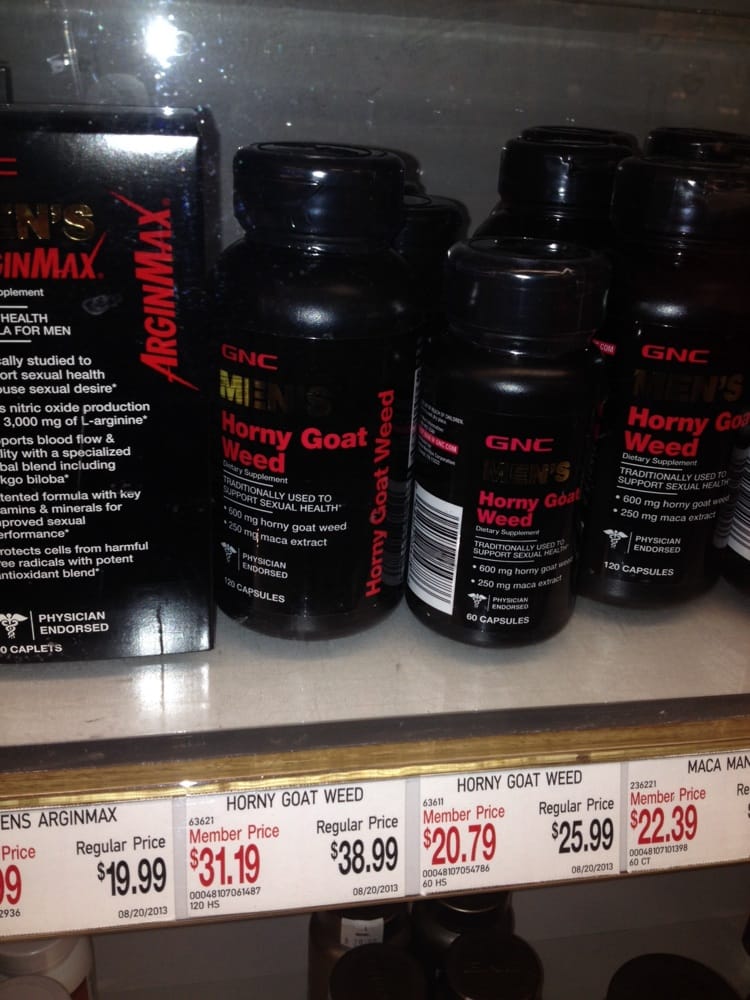 EN'S
GINMAX®
pplement
HEALTH
LA FOR MEN
cally studied to
ort sexual health
ouse sexual desire*
s nitric oxide production
3,000 mg of L-arginine*
ports blood flow &
lity with a specialized
bal blend including
kgo biloba*
tented formula with key
amins & minerals for
proved sexual
erformance*
rotects cells from harmful
ree radicals with potent
ntioxidant blend*
PHYSICIAN
ENDORSED
0 CAPLETS
ARGINMAX®
GNC
MEN'S
Horny Goat
Weed
Dietary Supplement
TRADITIONALLY USED TO
SUPPORT SEXUAL HEALTH*
• 600 mg horny goat weed
• 250 mg maca extract
PHYSICIAN
ENDORSED
120 CAPSULES
Horny Goat Weed
GNC
MEN'S
Horny Goat
Weed
Dietary Supplement
TRADITIONALLY USED TO
SUPPORT SEXUAL HEALTH*
• 600 mg horny goat weed
• 250 mg maca extract
PHYSICIAN
ENDORSED
60 CAPSULES
GNC
MEN'S
Horny Goat
Weed
Dietary Supplement
TRADITIONALLY USED TO
SUPPORT SEXUAL HEALTH*
• 600 mg horny goat weed
• 250 mg maca extract
PHYSICIAN
ENDORSED
120 CAPSULES
ENS ARGINMAX
Price
Regular Price
99
$19.99
2936
08/20/2013
HORNY GOAT WEED
63621
Member Price
Regular Price
$31.19
$38.99
00048107061487
08/20/2013
120 HS
HORNY GOAT WEED
63611
Member Price
Regular Price
$20.79
$25.99
00048107054786
08/20/2013
60 HS
MACA MAN
236221
Member Price
Re
$22.39
00048107101398
60 CT